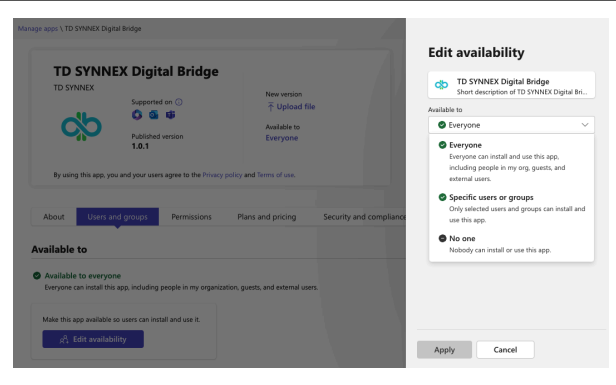 Manage apps \ TD SYNNEX Digital Bridge
TD SYNNEX Digital Bridge
TD SYNNEX
Supported on
Published version
1.0.1
New version
Upload file
Available to
Everyone
By using this app, you and your users agree to the Privacy policy and Terms of use.
About Users and groups Permissions Plans and pricing Security and compliance
Available to
Available to everyone
Everyone can install this app, including people in my organization, guests, and external users.
Make this app available so users can install and use it.
Edit availability
Edit availability
TD SYNNEX Digital Bridge
Short description of TD SYNNEX Digital Bri...
Available to
Everyone
Everyone
Everyone can install and use this app,
including people in my org, guests, and
external users.
Specific users or groups
Only selected users and groups can install and
use this app.
No one
Nobody can install or use this app.
Apply Cancel